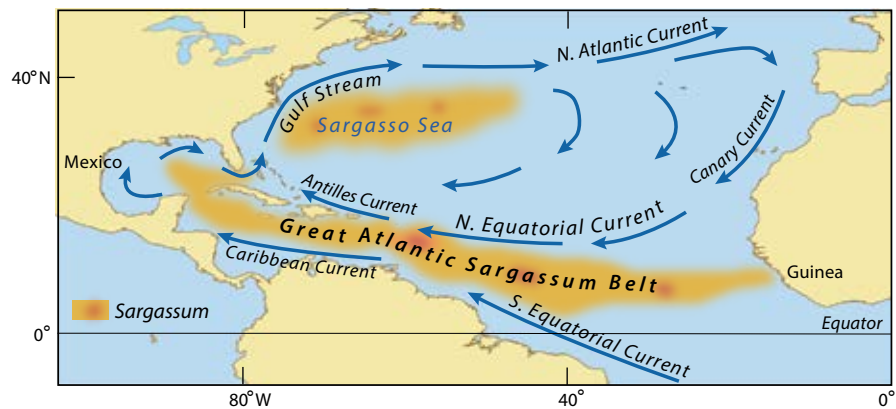 N. Atlantic Current
40°N
Gulf Stream
Sargasso Sea
Mexico
Canary Current
Antilles Current
N. Equatorial Current
Great Atlantic Sargassum Belt
Caribbean Current
Guinea
Sargassum
S. Equatorial Current
Equator
0°
80°W
40°
0°